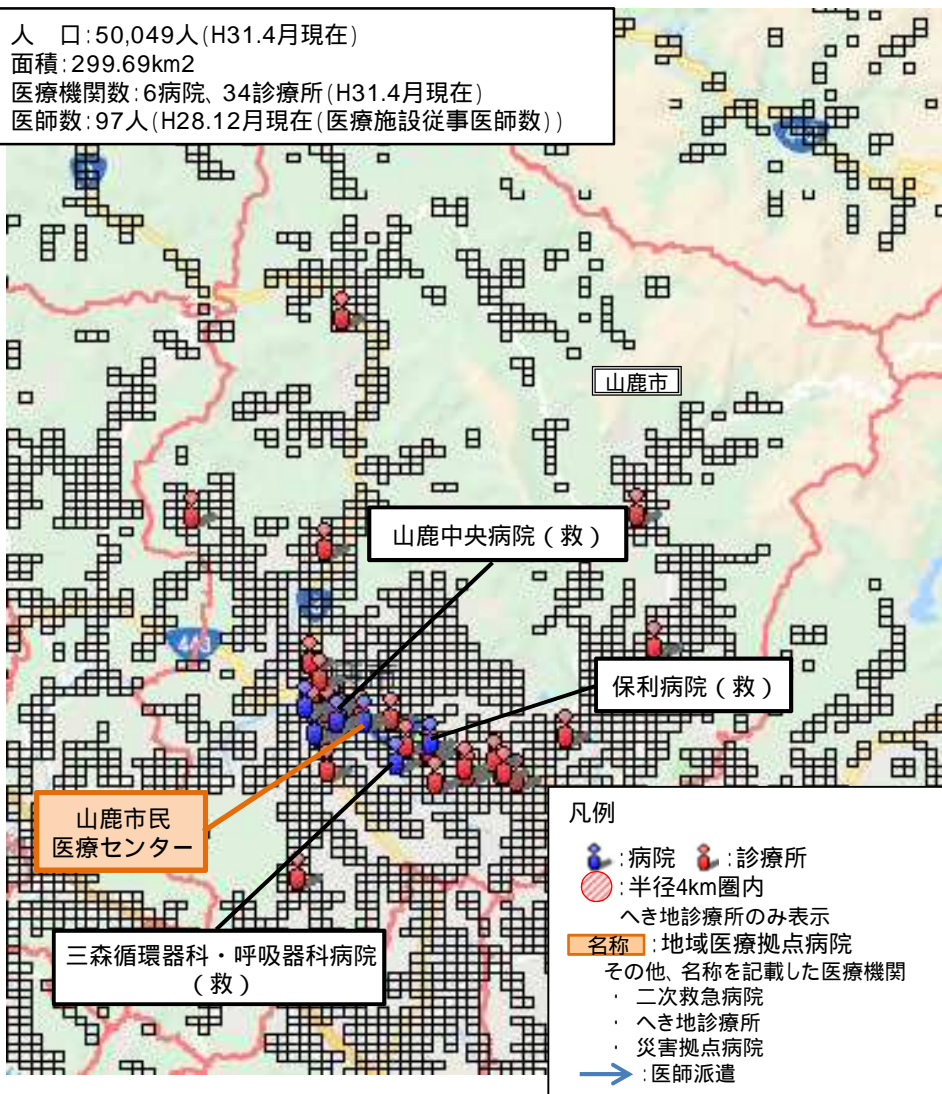 人　口:50,049人(H31.4月現在)
面積:299.69km2
医療機関数:6病院、34診療所(H31.4月現在)
医師数:97人(H28.12月現在(医療施設従事医師数))
山鹿市
山鹿中央病院（救）
443
保利病院（救）
山鹿市民
医療センター
三森循環器科・呼吸器科病院
（救）
凡例
:病院 :診療所
:半径4km圏内
へき地診療所のみ表示
名称 :地域医療拠点病院
その他、名称を記載した医療機関
・ 二次救急病院
・ へき地診療所
・ 災害拠点病院
:医師派遣